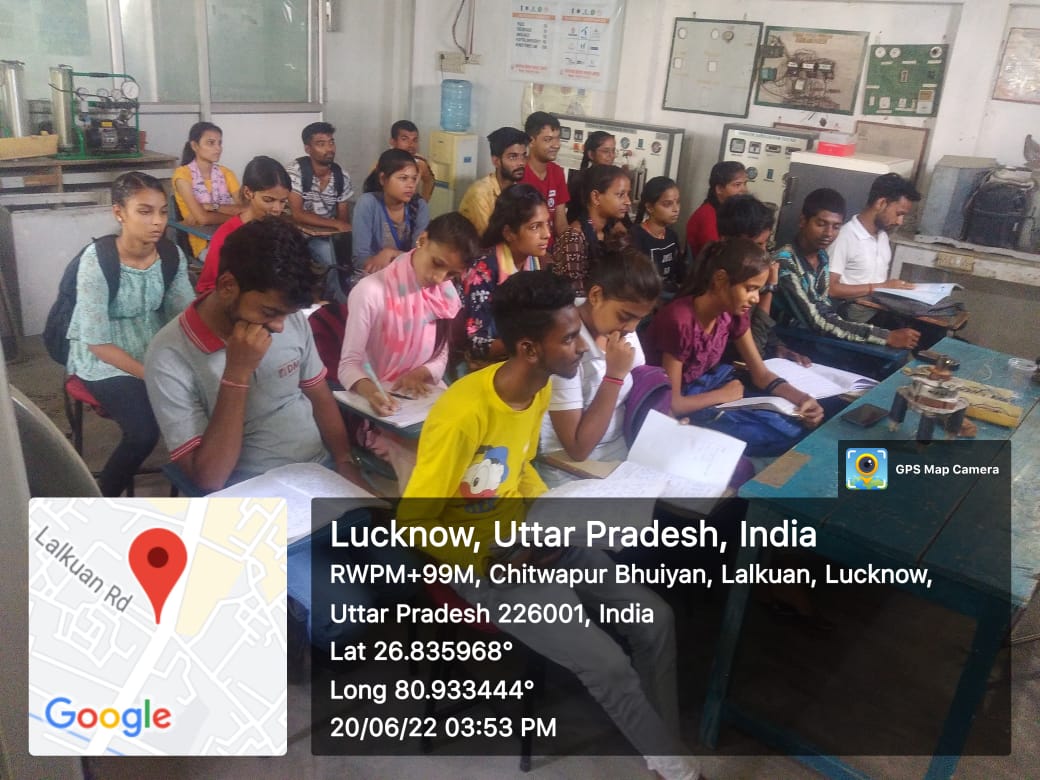 GPS Map Camera
Lalkuan Rd
Google
Lucknow, Uttar Pradesh, India
RWPM+99M, Chitwapur Bhuiyan, Lalkuan, Lucknow,
Uttar Pradesh 226001, India
Lat 26.835968°
Long 80.933444°
20/06/22 03:53 PM